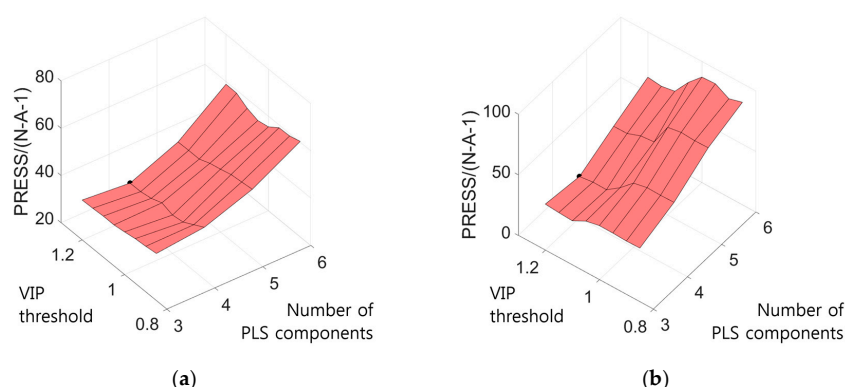 80
60
40
20
PRESS/(N-A-1)
1.2
1
0.8
VIP
threshold
3
4
5
6
Number of
PLS components
(a)
100
50
0
PRESS/(N-A-1)
1.2
1
0.8
VIP
threshold
3
4
5
6
Number of
PLS components
(b)